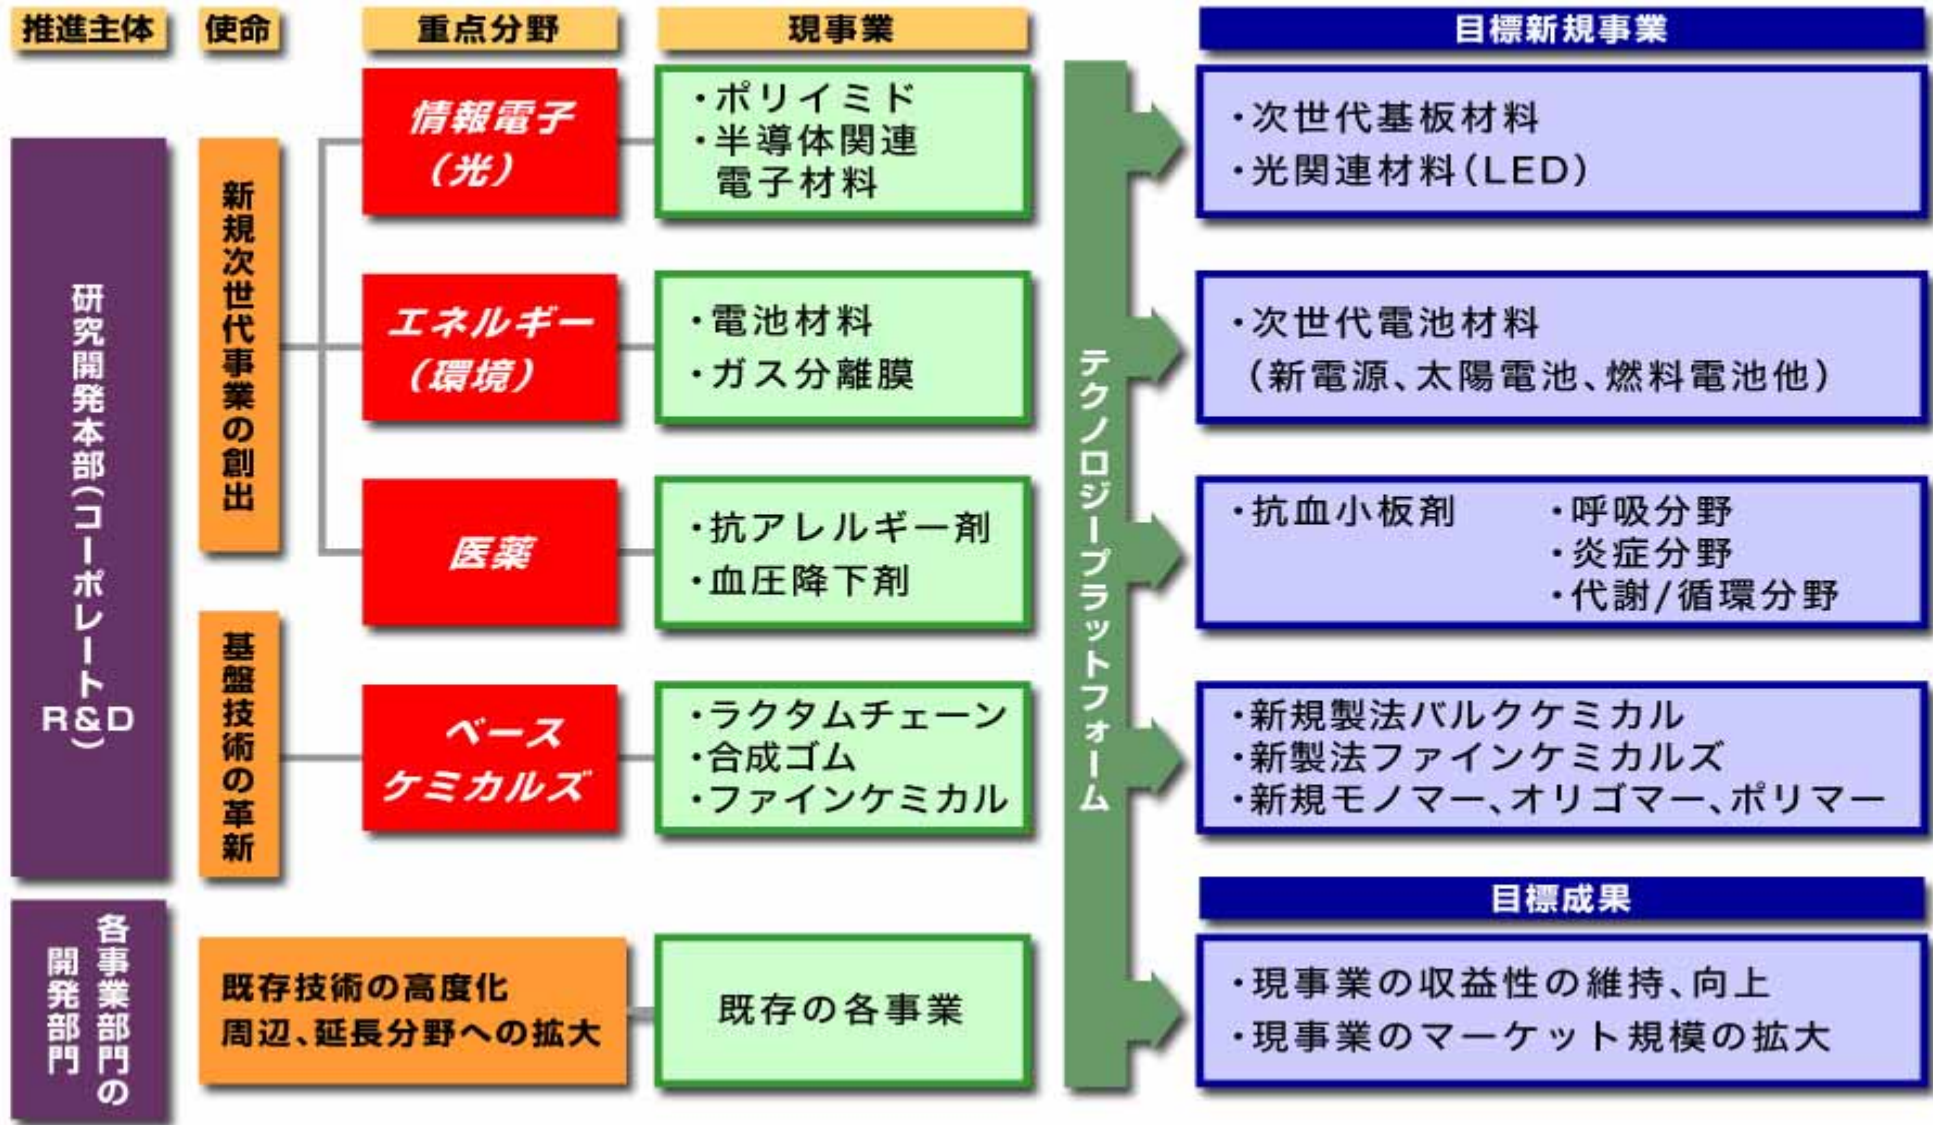 推進主体
使命
重点分野
現事業
目標新規事業
研究開発本部(コーポレートR&D)
新規次世代事業の創出
情報電子
(光)
・ポリイミド
・半導体関連
電子材料
・次世代基板材料
・光関連材料(LED)
エネルギー
(環境)
・電池材料
・ガス分離膜
・次世代電池材料
(新電源、太陽電池、燃料電池他)
医薬
・抗アレルギー剤
・血圧降下剤
・抗血小板剤
・呼吸分野
・炎症分野
・代謝/循環分野
基盤技術の革新
ベース
ケミカルズ
・ラクタムチェーン
・合成ゴム
・ファインケミカル
・新規製法バルクケミカル
・新製法ファインケミカルズ
・新規モノマー、オリゴマー、ポリマー
テクノロジープラットフォーム
各事業部門の
開発部門
既存技術の高度化
周辺、延長分野への拡大
既存の各事業
目標成果
・現事業の収益性の維持、向上
・現事業のマーケット規模の拡大